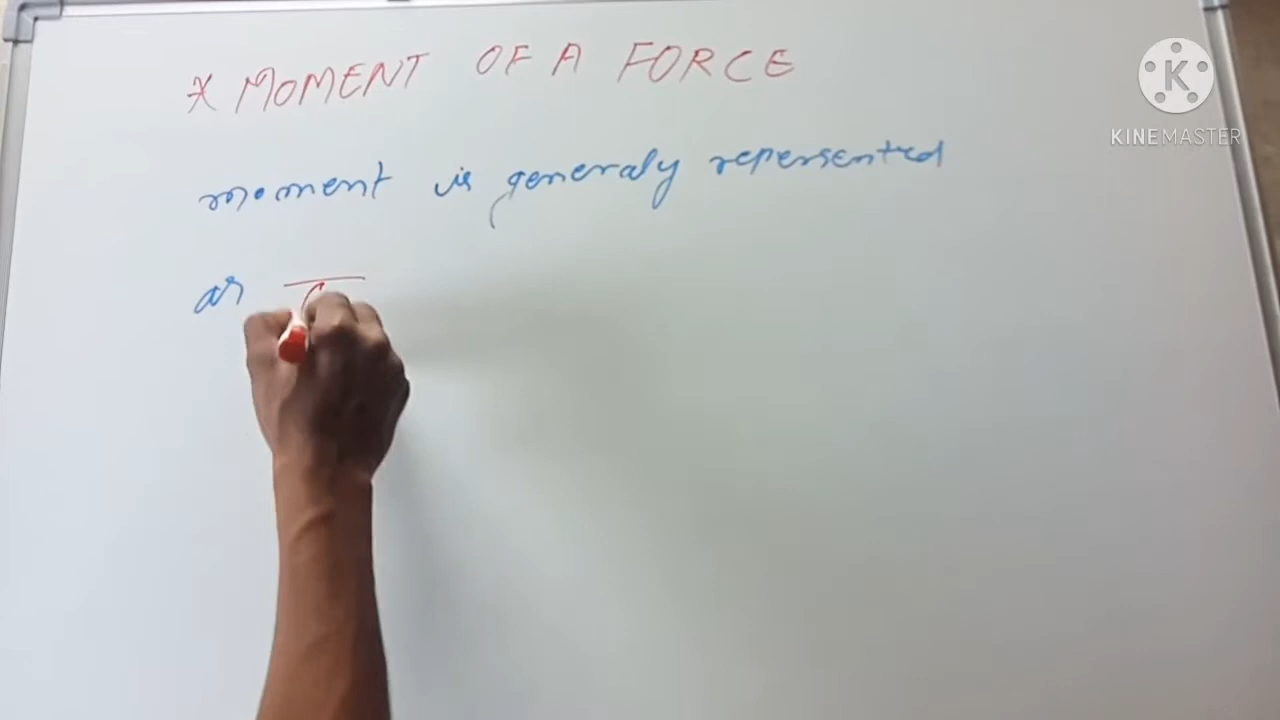 * MOMENT OF A FORCE
moment is generaly repersented
as
K
KINEMASTER